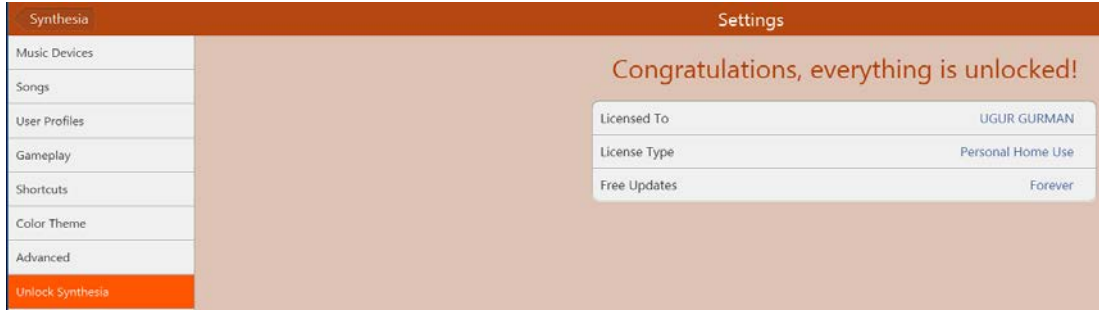 Synthesia
Settings
Music Devices
Songs
User Profiles
Gameplay
Shortcuts
Color Theme
Advanced
Unlock Synthesia
Congratulations, everything is unlocked!
Licensed To UGUR GURMAN
License Type Personal Home Use
Free Updates Forever